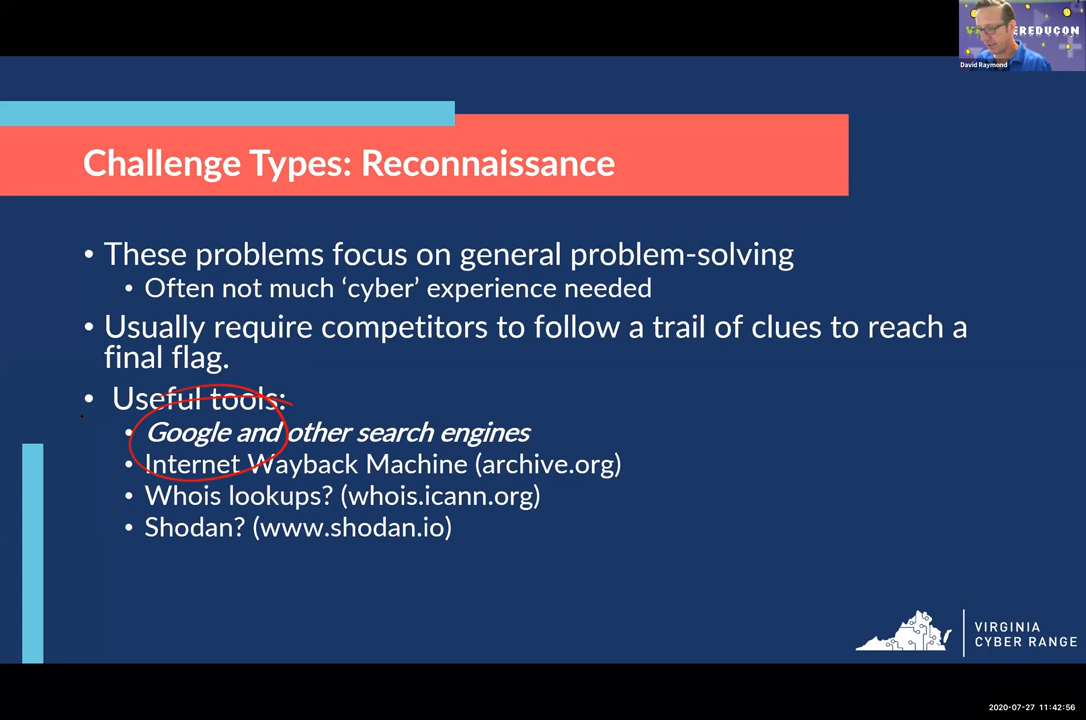 EREDUCON
David Raymond
Challenge Types: Reconnaissance
• These problems focus on general problem-solving
• Often not much ‘cyber’ experience needed
• Usually require competitors to follow a trail of clues to reach a
final flag.
• Useful tools:
• Google and other search engines
• Internet Wayback Machine (archive.org)
• Whois lookups? (whois.icann.org)
• Shodan? (www.shodan.io)
VIRGINIA
CYBER RANGE
2020-07-27 11:42:56